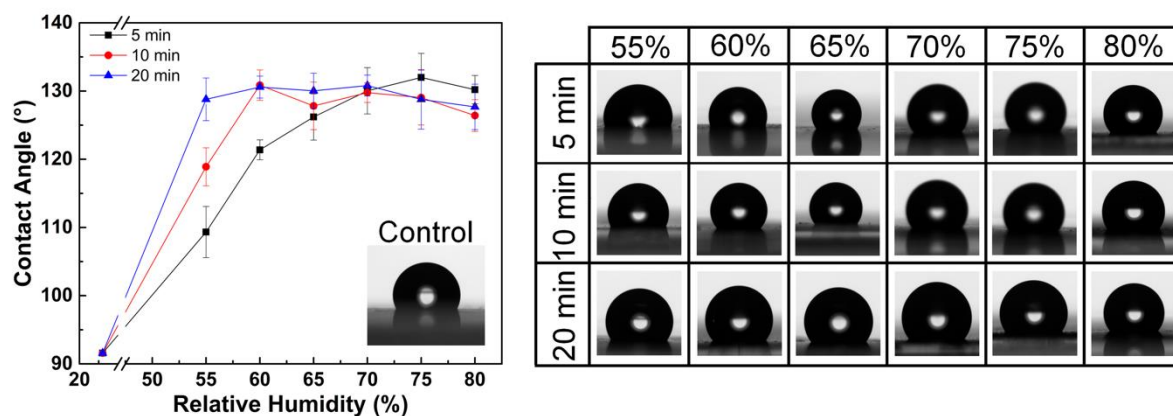 140
130
120
110
100
90
Contact Angle (°)
5 min
10 min
20 min
Control
20 50 55 60 65 70 75 80
Relative Humidity (%)
55% 60% 65% 70% 75% 80%
5 min
10 min
20 min